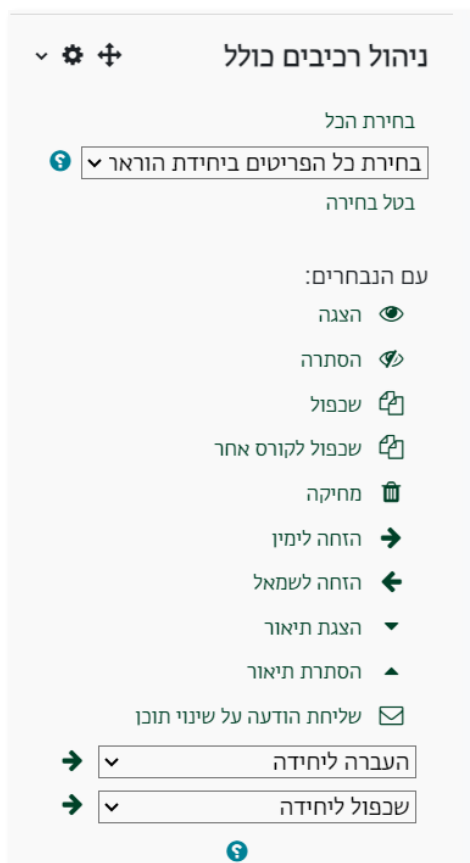 ניהול רכיבים כולל
בחירת הכל
בחירת כל הפריטים ביחידת הוראר
בטל בחירה
עם הנבחרים:
הצגה
הסתרה
שכפול
שכפול לקורס אחר
מחיקה
הזחה לימין
הזחה לשמאל
הצגת תיאור
הסתרת תיאור
שליחת הודעה על שינוי תוכן
העברה ליחידה
שכפול ליחידה